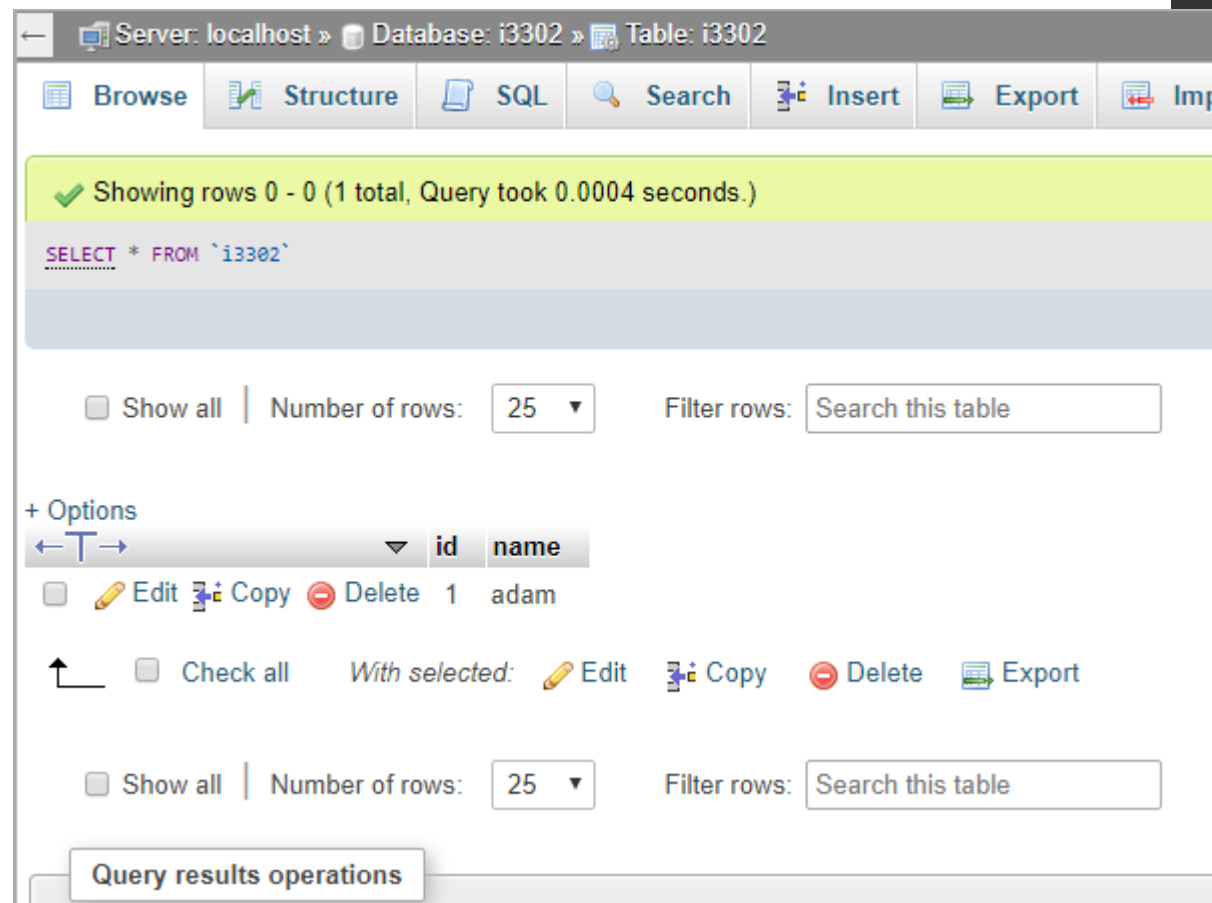 Server: localhost » Database: i3302 » Table: i3302
Browse Structure SQL Search Insert Export Imp
Showing rows 0 - 0 (1 total, Query took 0.0004 seconds.)
SELECT * FROM `i3302`
Show all Number of rows: 25 Filter rows: Search this table
+ Options
id name
Edit Copy Delete 1 adam
Check all With selected: Edit Copy Delete Export
Show all Number of rows: 25 Filter rows: Search this table
Query results operations